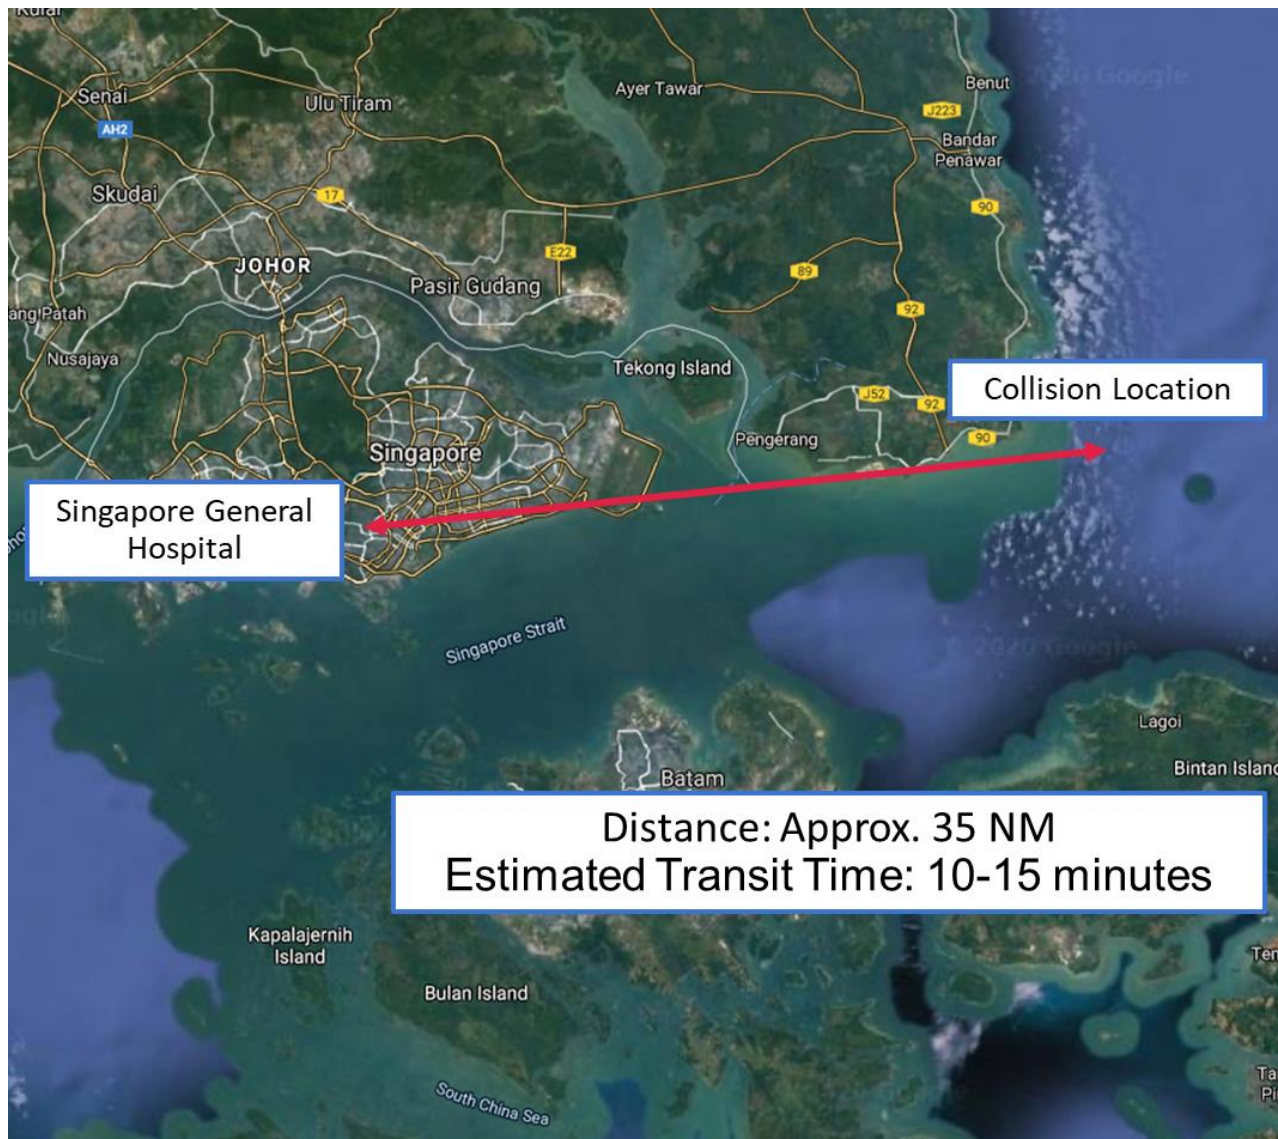 Kulai
Senai
AH2
Ulu Tiram
Ayer Tawar
Benut
2020 Google
J223
Bandar
Penawar
Skudai
17
90
E22
JOHOR
89
Pasir Gudang
92
ang Patah
Nusajaya
Tekong Island
Collision Location
J52
92
90
Pengerang
Singapore
Singapore General
Hospital
Singapore Strait
© 2020 Google
Lagoi
Bintan Island
Batam
Distance: Approx. 35 NM
Estimated Transit Time: 10-15 minutes
Kapalajernih
Island
Bulan Island
South China Sea